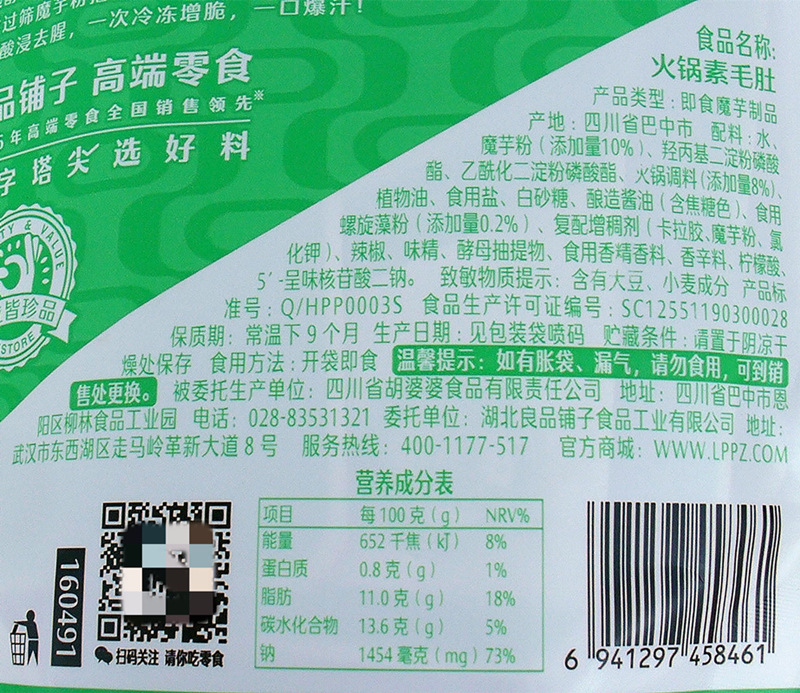 过筛魔芋粉
酸浸去腥，一次冷冻增脆，一口爆汁！
品铺子 高端零食
5年高端零食全国销售领先※
字塔尖选好料
TY & VALUE
皆珍品
STORE
食品名称:
火锅素毛肚
产品类型：即食魔芋制品
产地：四川省巴中市 配料：水、
魔芋粉（添加量10%）、羟丙基二淀粉磷酸
酯、乙酰化二淀粉磷酸酯、火锅调料(添加量8%)、
植物油、食用盐、白砂糖、酿造酱油（含焦糖色）、食用
螺旋藻粉（添加量0.2%）、复配增稠剂（卡拉胶、魔芋粉、氯
化钾）、辣椒、味精、酵母抽提物、食用香精香料、香辛料、柠檬酸、
5′-呈味核苷酸二钠。 致敏物质提示：含有大豆、小麦成分 产品标
准号：Q/HPP0003S 食品生产许可证编号：SC12551190300028
保质期：常温下9个月 生产日期：见包装袋喷码 贮藏条件：请置于阴凉干
燥处保存 食用方法：开袋即食 温馨提示：如有胀袋、漏气，请勿食用，可到销
售处更换。 被委托生产单位：四川省胡婆婆食品有限责任公司 地址：四川省巴中市恩
阳区柳林食品工业园 电话：028-83531321 委托单位：湖北良品铺子食品工业有限公司 地址：
武汉市东西湖区走马岭革新大道8号 服务热线：400-1177-517 官方商城：WWW.LPPZ.COM
营养成分表
项目 每100克（g） NRV%
能量 652千焦（kJ） 8%
蛋白质 0.8克（g） 1%
脂肪 11.0克（g） 18%
碳水化合物 13.6克（g） 5%
钠 1454毫克（mg） 73%
160491
扫码关注 请你吃零食
6 941297 458461